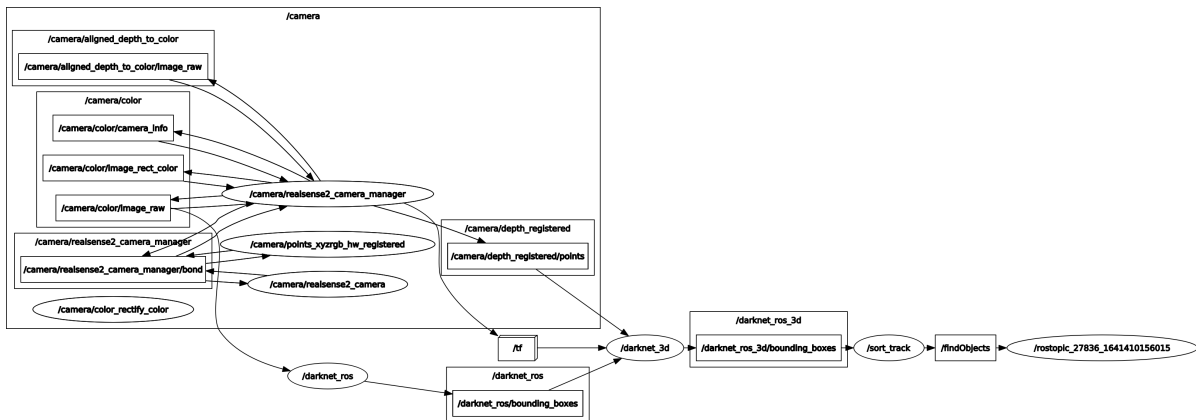 /camera
/camera/aligned_depth_to_color
/camera/aligned_depth_to_color/image_raw
/camera/color
/camera/color/camera_info
/camera/color/image_rect_color
/camera/color/image_raw
/camera/realsense2_camera_manager
/camera/realsense2_camera_manager
/camera/realsense2_camera_manager/bond
/camera/points_xyzrgb_hw_registered
/camera/realsense2_camera
/camera/color_rectify_color
/camera/depth_registered
/camera/depth_registered/points
/tf
/darknet_ros
/darknet_ros
/darknet_ros/bounding_boxes
/darknet_3d
/darknet_ros_3d
/darknet_ros_3d/bounding_boxes
/sort_track
/findObjects
/rostopic_27836_1641410156015